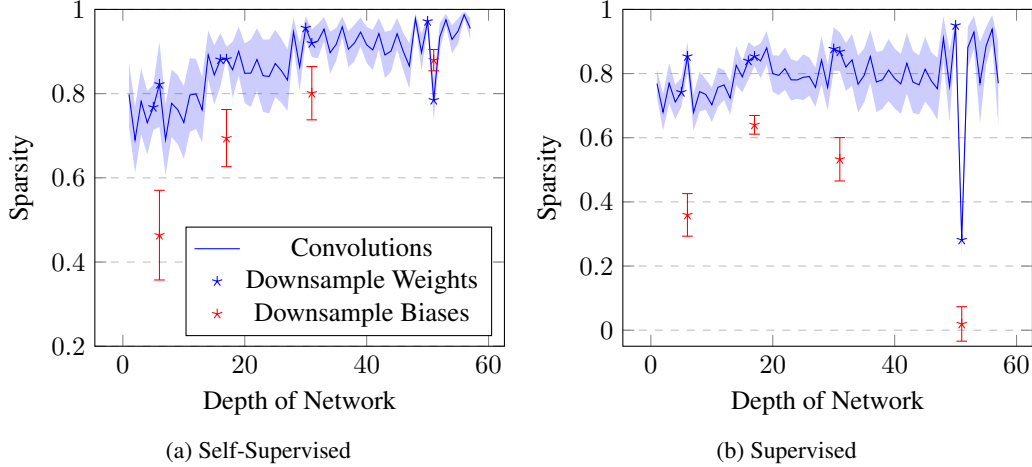 1
0.8
0.6
0.4
0.2
Sparsity
0 20 40 60
Depth of Network
Convolutions
Downsample Weights
Downsample Biases
(a) Self-Supervised
1
0.8
0.6
0.4
0.2
0
Sparsity
0 20 40 60
Depth of Network
(b) Supervised